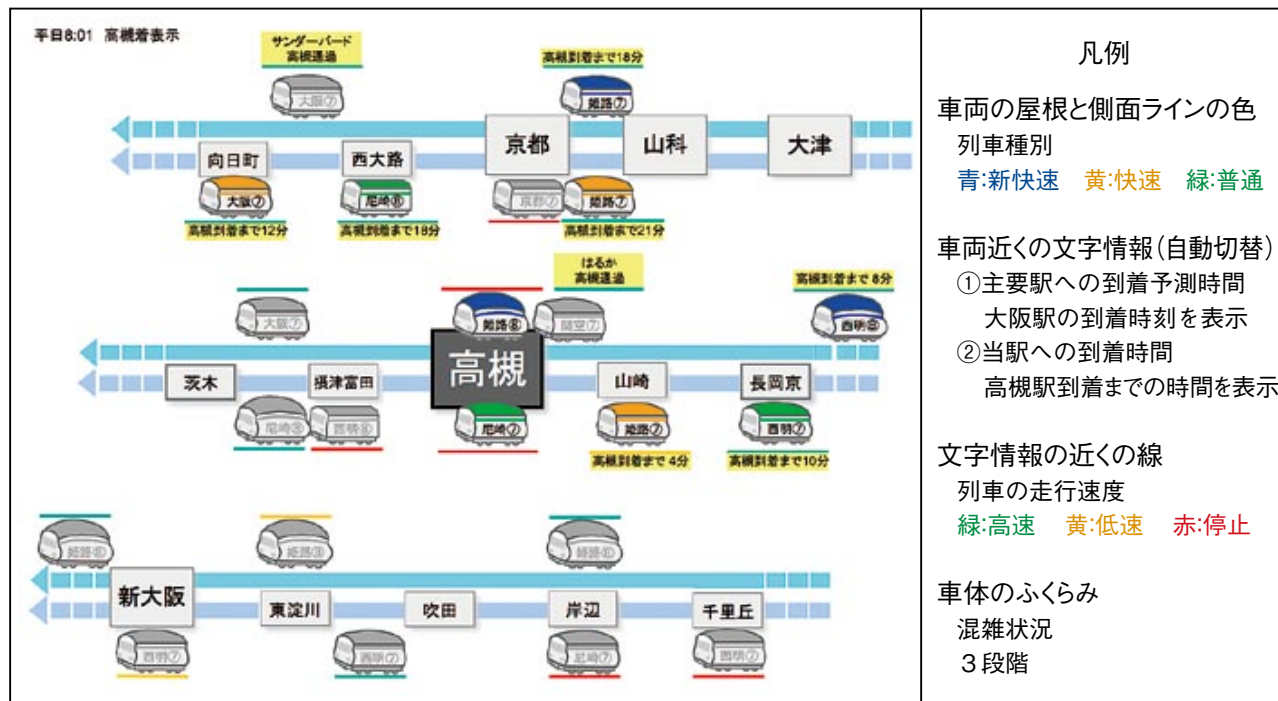 平日8:01 高槻着表示
サンダーバード
高槻通過
大阪⑦
高槻到着まで18分
姫路⑦
向日町
西大路
京都
山科
大津
大阪⑦
尼崎⑧
京都⑦
姫路⑦
高槻到着まで12分
高槻到着まで18分
高槻到着まで21分
はるか
高槻通過
高槻到着まで8分
大阪⑦
姫路⑧
関空⑦
西明⑧
茨木
摂津富田
高槻
山崎
長岡京
尼崎⑧
西明⑥
尼崎⑦
姫路⑦
西明⑦
高槻到着まで4分
高槻到着まで10分
新大阪
東淀川
吹田
岸辺
千里丘
西明⑦
西明⑦
尼崎⑦
西明⑦
凡例
車両の屋根と側面ラインの色
列車種別
青:新快速 黄:快速 緑:普通
車両近くの文字情報(自動切替)
①主要駅への到着予測時間
大阪駅の到着時刻を表示
②当駅への到着時間
高槻駅到着までの時間を表示
文字情報の近くの線
列車の走行速度
緑:高速 黄:低速 赤:停止
車体のふくらみ
混雑状況
３段階